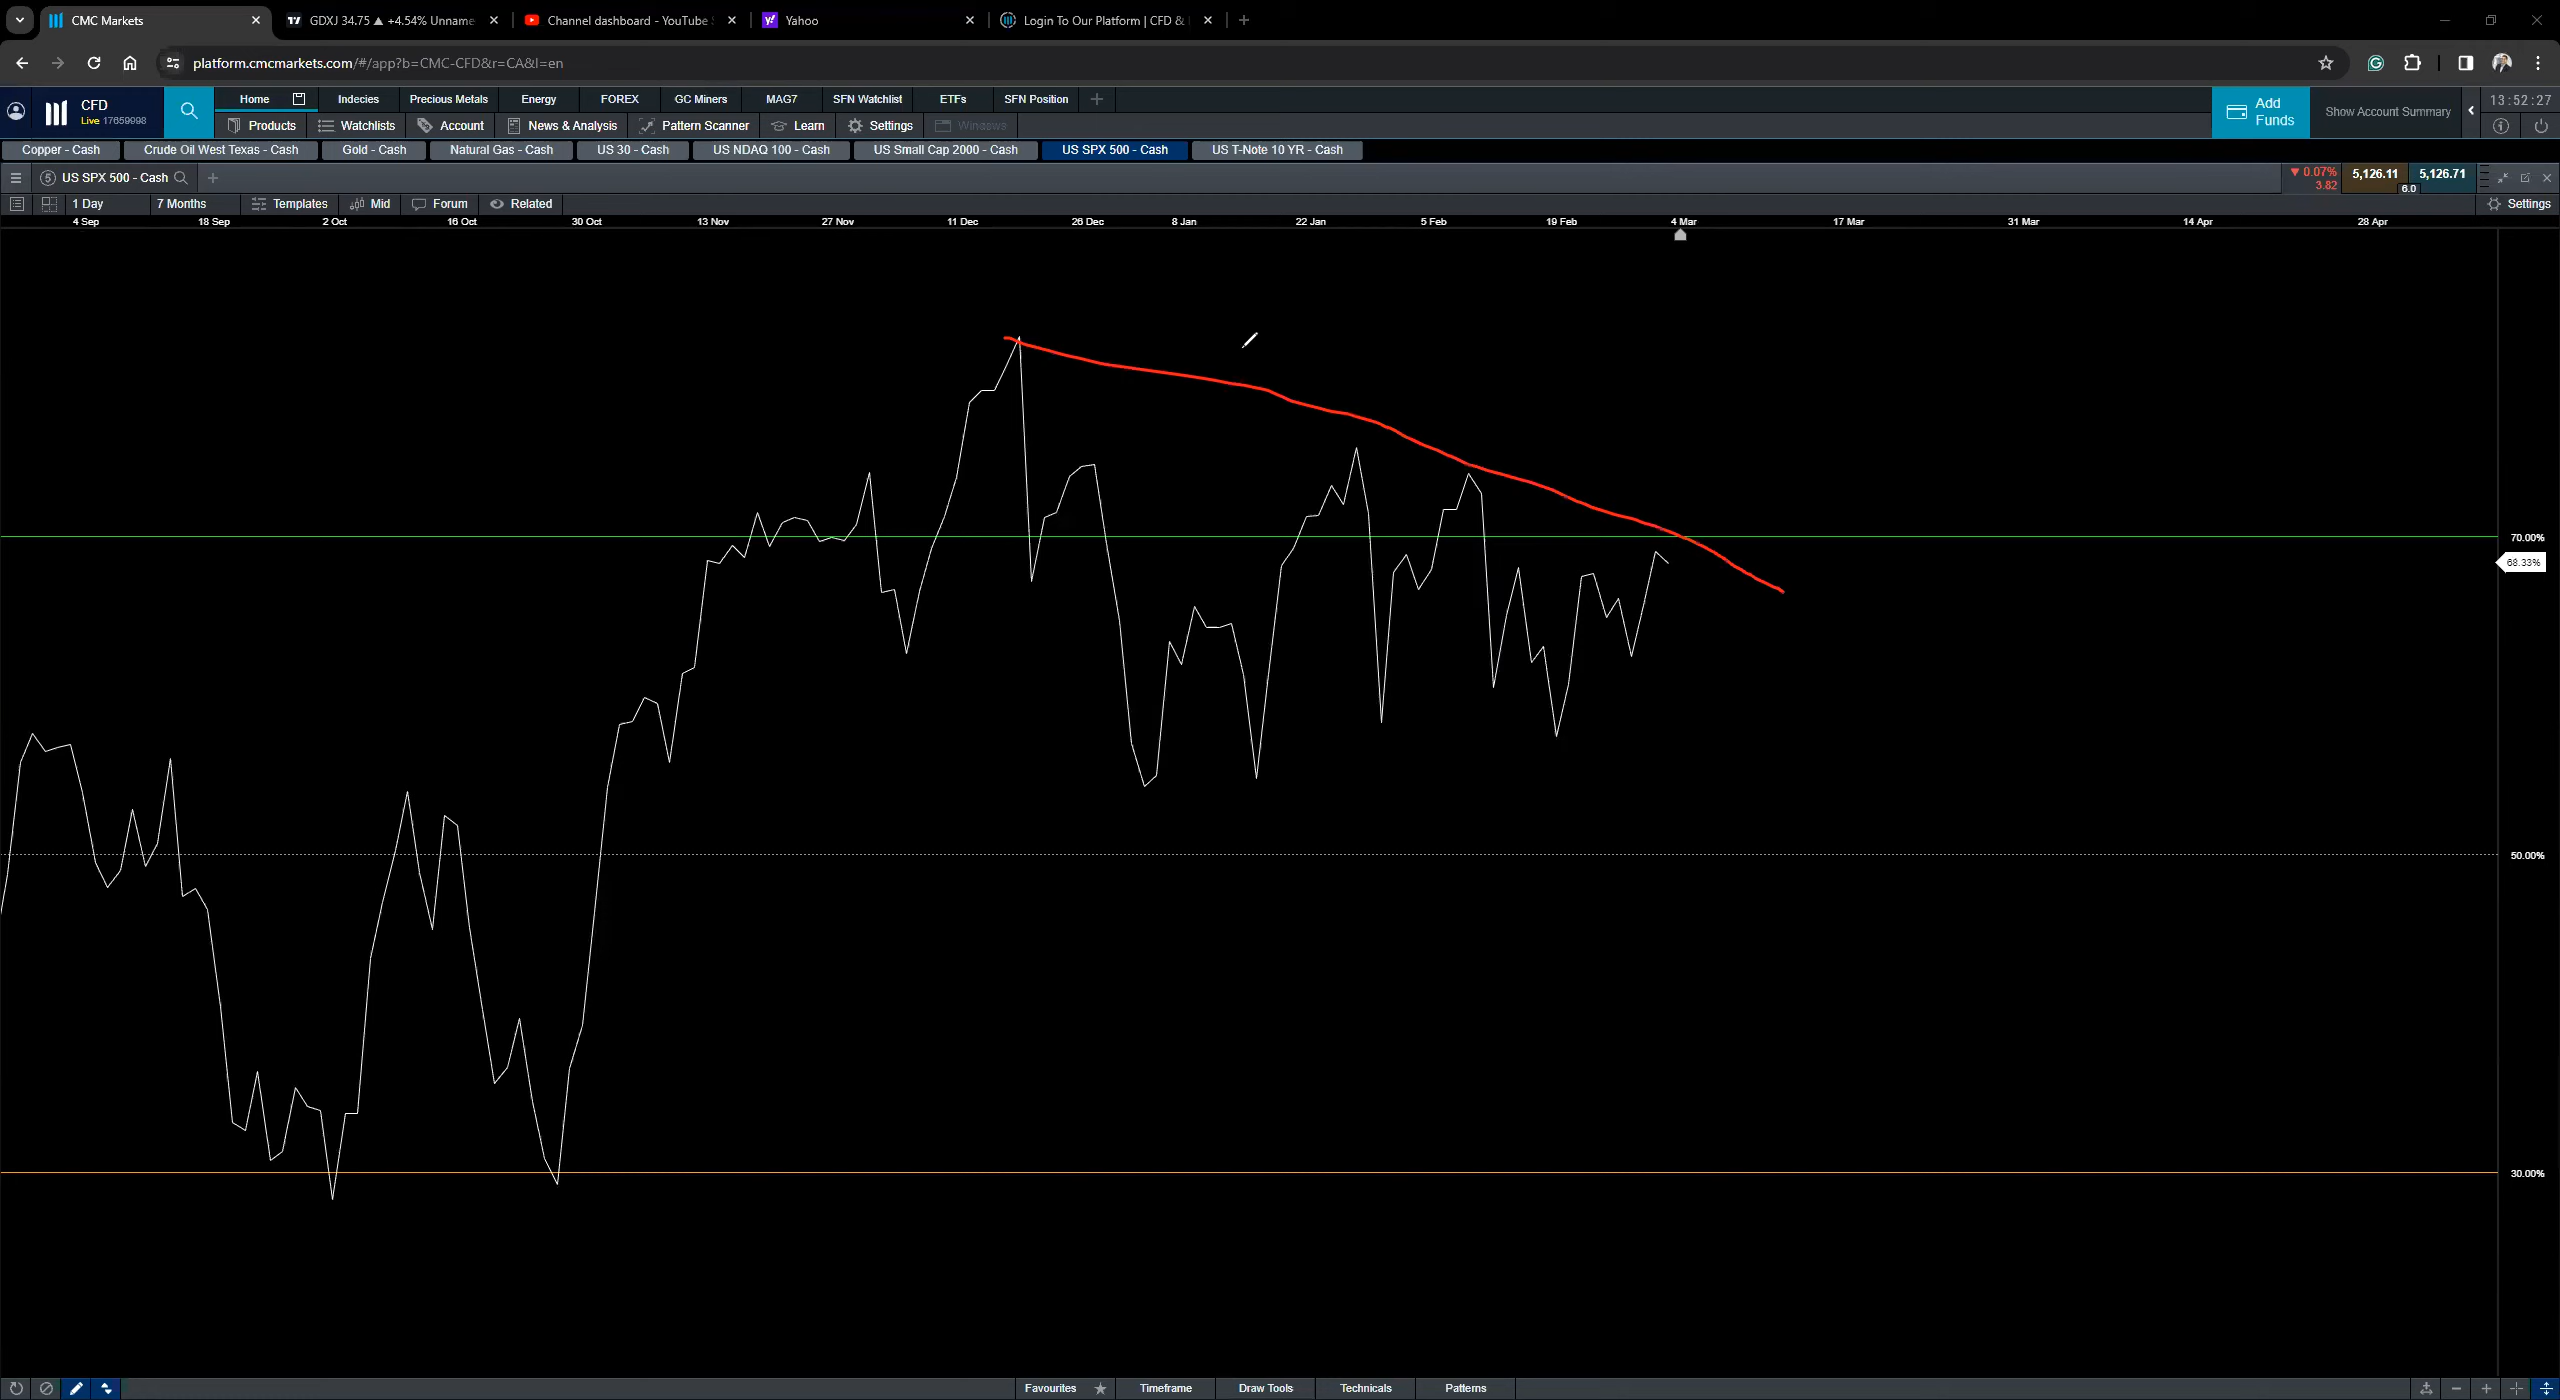 CMC Markets
GDXJ 34.75 ▲ +4.54% Unname
Channel dashboard - YouTube
Yahoo
Login To Our Platform | CFD &
platform.cmcmarkets.com/#/app?b=CMC-CFD&r=CA&l=en
CFD
Live 17659998
Home
Indecies
Precious Metals
Energy
FOREX
GC Miners
MAG7
SFN Watchlist
ETFs
SFN Position
Products
Watchlists
Account
News & Analysis
Pattern Scanner
Learn
Settings
Windows
Add
Funds
Show Account Summary
13:52:27
Copper - Cash
Crude Oil West Texas - Cash
Gold - Cash
Natural Gas - Cash
US 30 - Cash
US NDAQ 100 - Cash
US Small Cap 2000 - Cash
US SPX 500 - Cash
US T-Note 10 YR - Cash
5 US SPX 500 - Cash
▼ 0.07%
3.82
5,126.11
5,126.71
6.0
1 Day
7 Months
Templates
Mid
Forum
Related
Settings
4 Sep
18 Sep
2 Oct
16 Oct
30 Oct
13 Nov
27 Nov
11 Dec
26 Dec
8 Jan
22 Jan
5 Feb
19 Feb
4 Mar
17 Mar
31 Mar
14 Apr
28 Apr
70.00%
68.33%
50.00%
30.00%
Favourites
Timeframe
Draw Tools
Technicals
Patterns